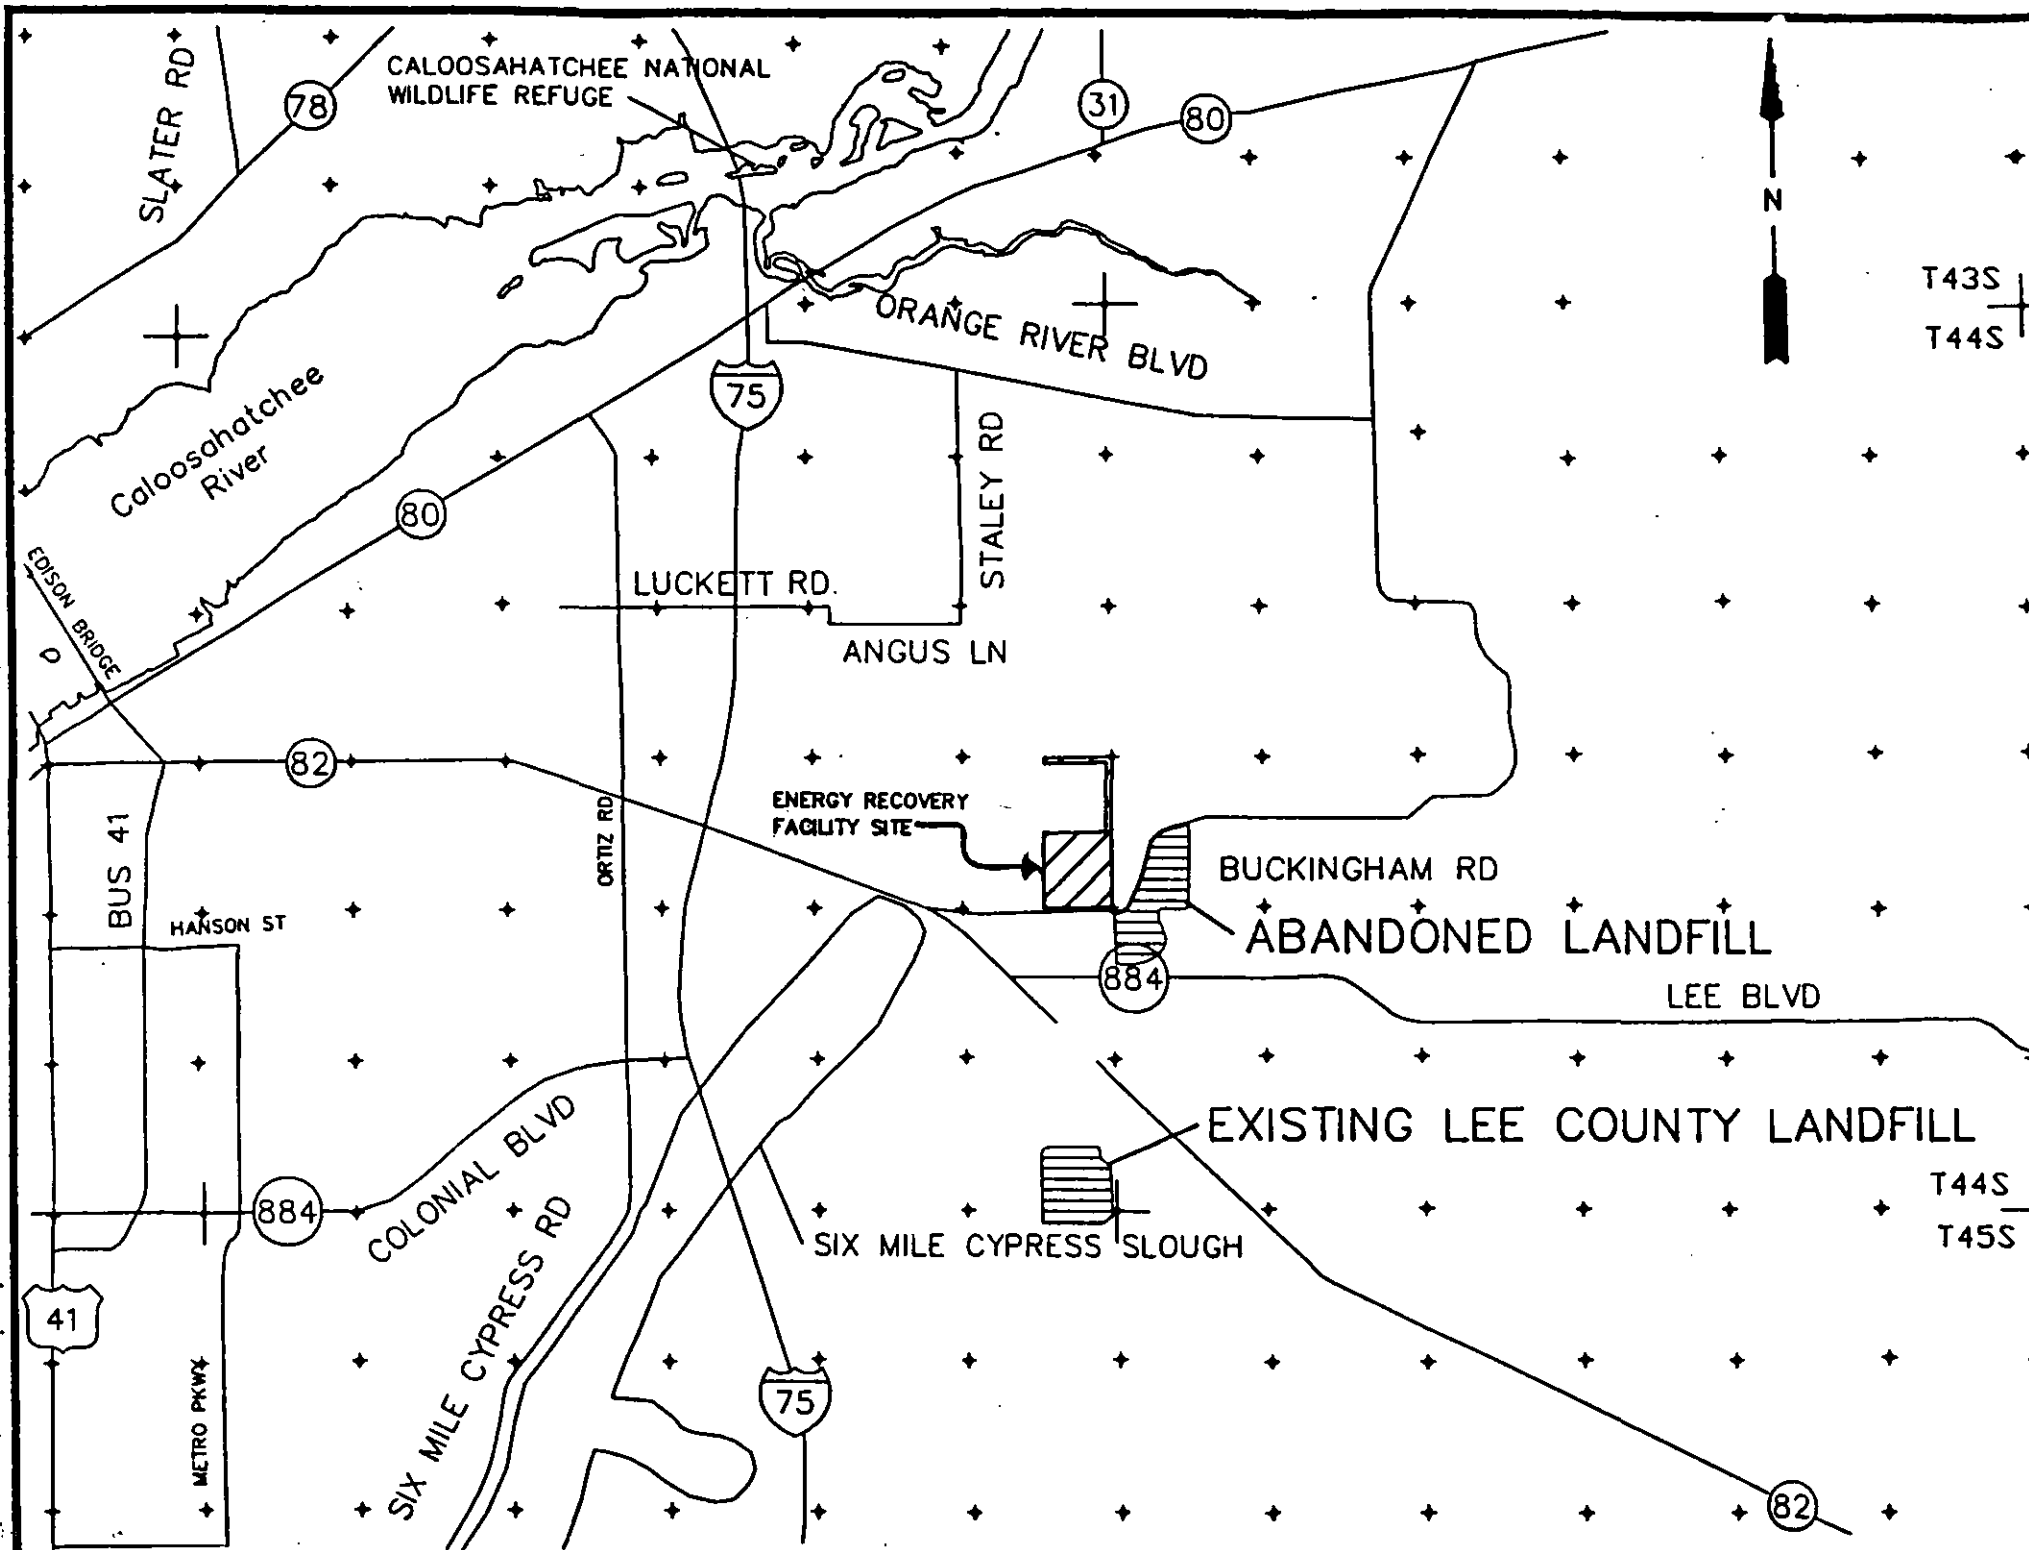 SLATER RD
78
CALOOSAHATCHEE NATIONAL
WILDLIFE REFUGE
31
80
N
T43S
T44S
ORANGE RIVER BLVD
75
Caloosahatchee
River
STALEY RD
80
EDISON BRIDGE
LUCKETT RD.
ANGUS LN
82
ORTIZ RD
ENERGY RECOVERY
FACILITY SITE
BUS 41
BUCKINGHAM RD
HANSON ST
ABANDONED LANDFILL
884
LEE BLVD
COLONIAL BLVD
EXISTING LEE COUNTY LANDFILL
T44S
T45S
884
SIX MILE CYPRESS RD
SIX MILE CYPRESS SLOUGH
41
METRO PKWY
75
82